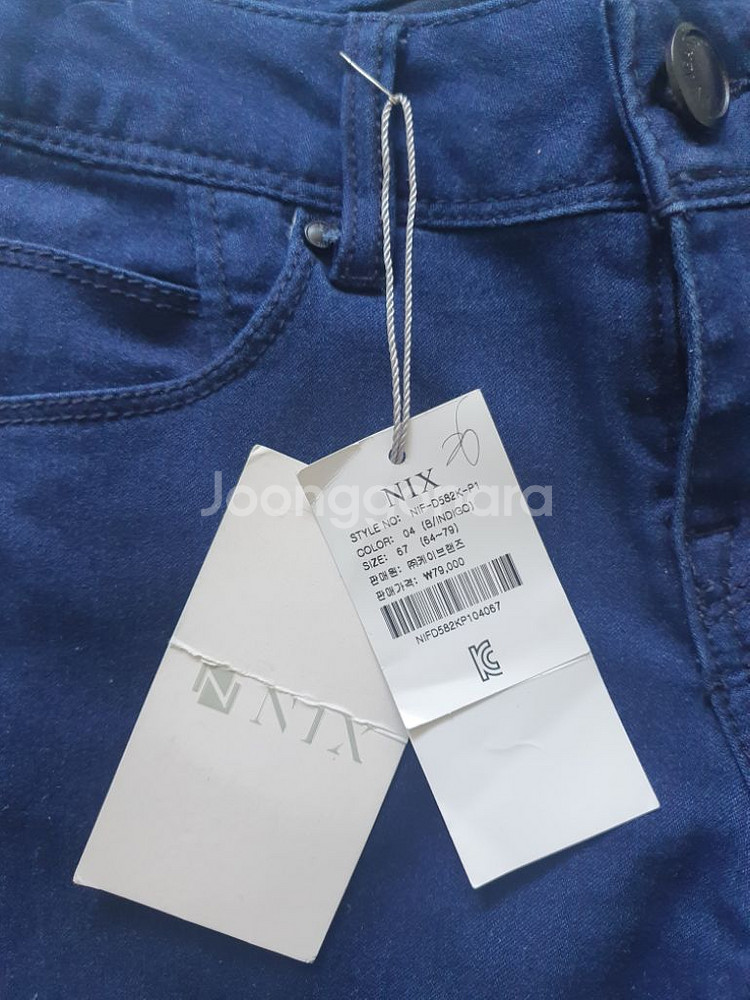 NIX
STYLE NO: NIF-D582K-P1
COLOR: 04 (B/INDIGO)
SIZE: 67 (64~79)
판매원: ㈜케이브랜즈
판매가격: ₩79,000
NIFD582KP104067
NIX
Joonggonara